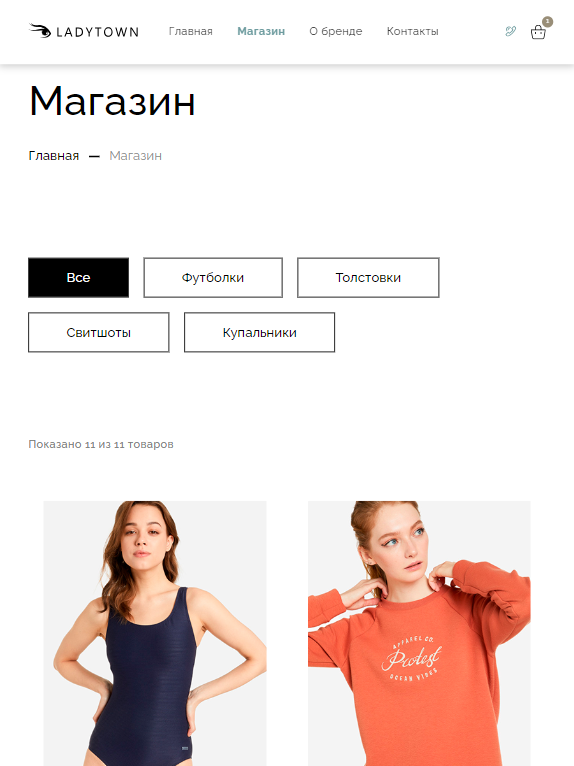 LADYTOWN Главная Магазин О бренде Контакты 1
Магазин
Главная — Магазин
Все Футболки Толстовки
Свитшоты Купальники
Показано 11 из 11 товаров
APPAREL CO.
Protest
OCEAN VIBES